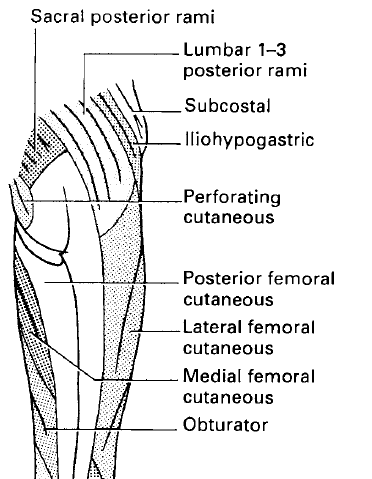 Sacral posterior rami
Lumbar 1–3
posterior rami
Subcostal
Iliohypogastric
Perforating
cutaneous
Posterior femoral
cutaneous
Lateral femoral
cutaneous
Medial femoral
cutaneous
Obturator